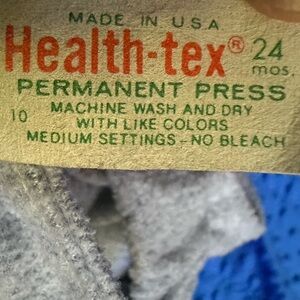 MADE IN U.S.A
Health-tex® 24 mos.
PERMANENT PRESS
MACHINE WASH AND DRY
10 WITH LIKE COLORS
MEDIUM SETTINGS - NO BLEACH